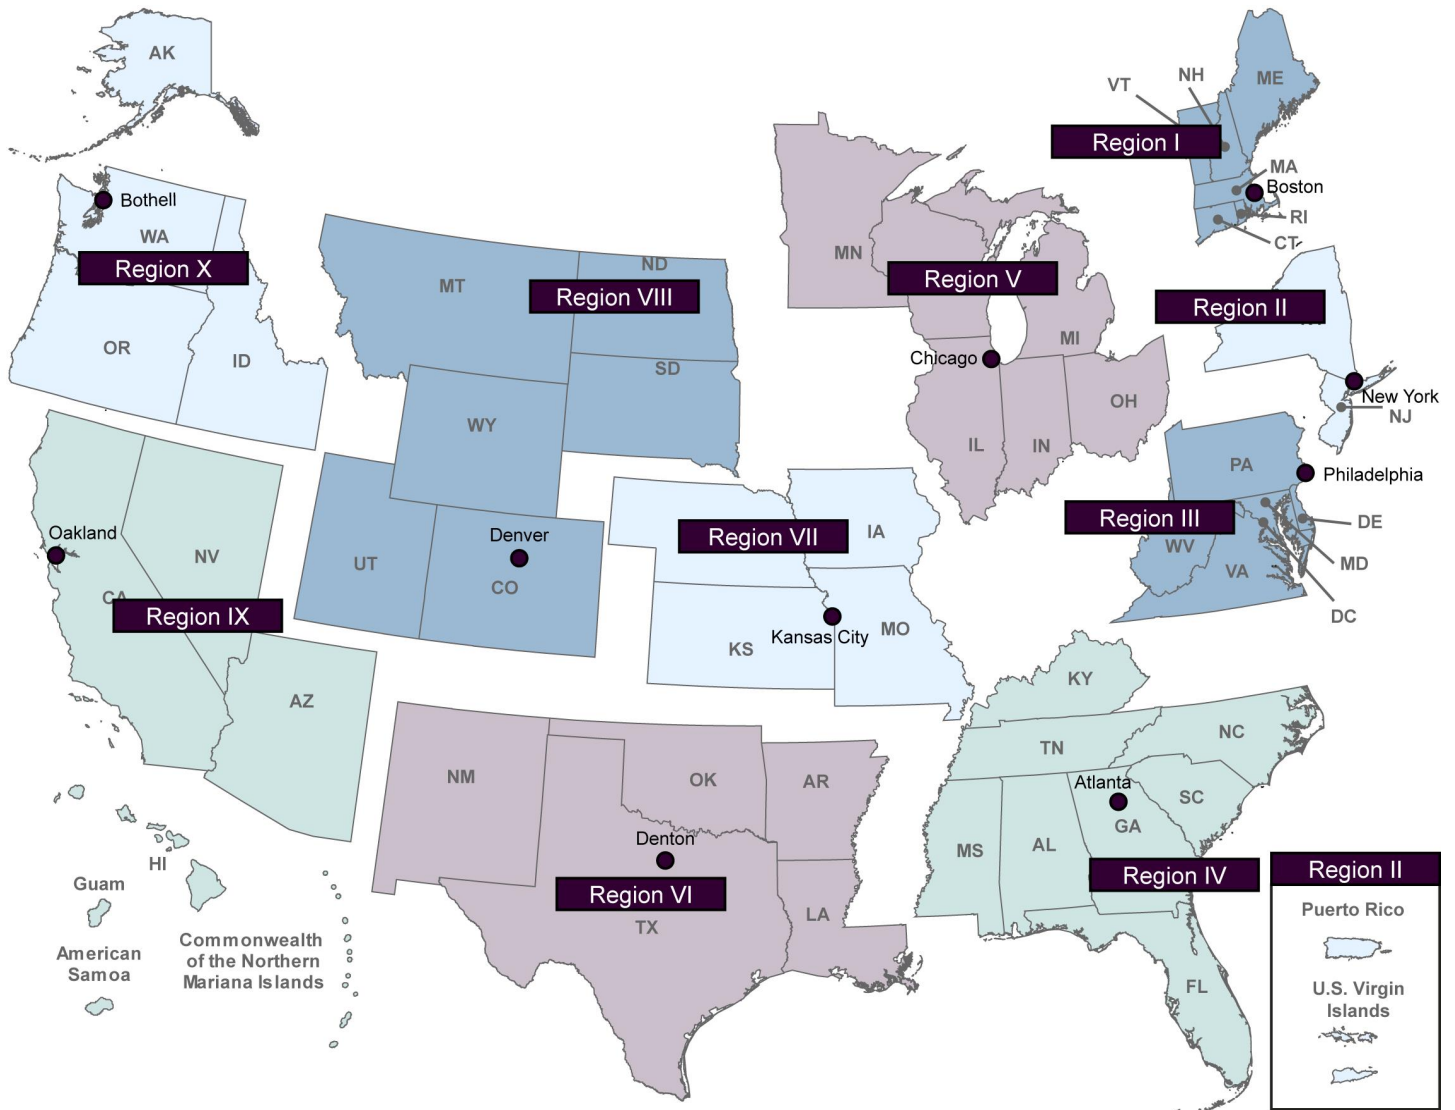 AK
VT
NH
ME
Region I
MA
Boston
RI
CT
Bothell
WA
Region X
OR
ID
MT
ND
Region VIII
SD
WY
UT
Denver
CO
MN
Region V
MI
Chicago
IL
IN
OH
Region II
New York
NJ
PA
Philadelphia
Region III
WV
VA
DE
MD
DC
Oakland
NV
CA
Region IX
AZ
Region VII
IA
Kansas City
KS
MO
KY
TN
NC
Atlanta
SC
GA
MS
AL
Region IV
FL
NM
OK
AR
Denton
Region VI
TX
LA
HI
Guam
American
Samoa
Commonwealth
of the Northern
Mariana Islands
Region II
Puerto Rico
U.S. Virgin
Islands